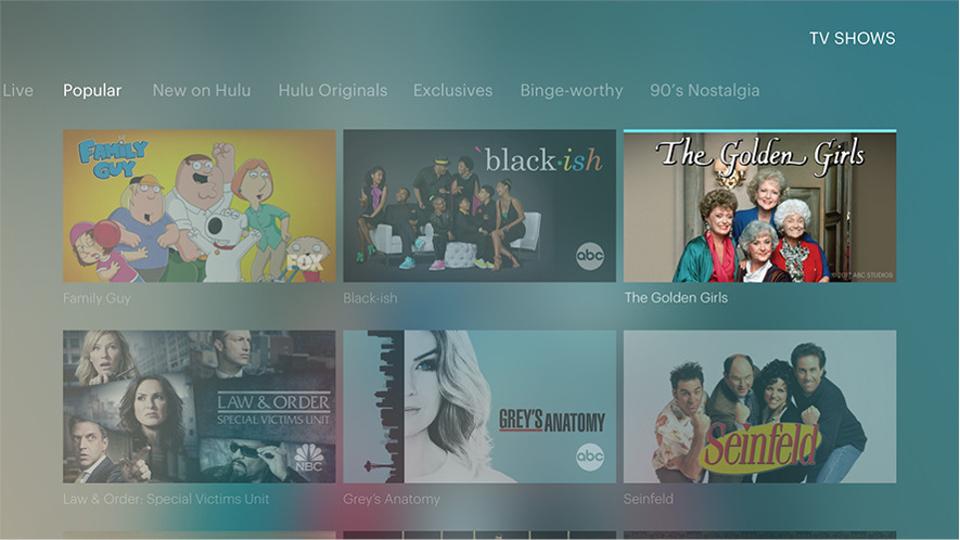 TV SHOWS
Live Popular New on Hulu Hulu Originals Exclusives Binge-worthy 90's Nostalgia
FAMILY
GUY
FOX
`black·ish
abc
The Golden Girls
© 2017 ABC STUDIOS
Family Guy
Black-ish
The Golden Girls
LAW & ORDER
SPECIAL VICTIMS UNIT
NBC
GREY'S ANATOMY
abc
Seinfeld
Law & Order: Special Victims Unit
Grey's Anatomy
Seinfeld